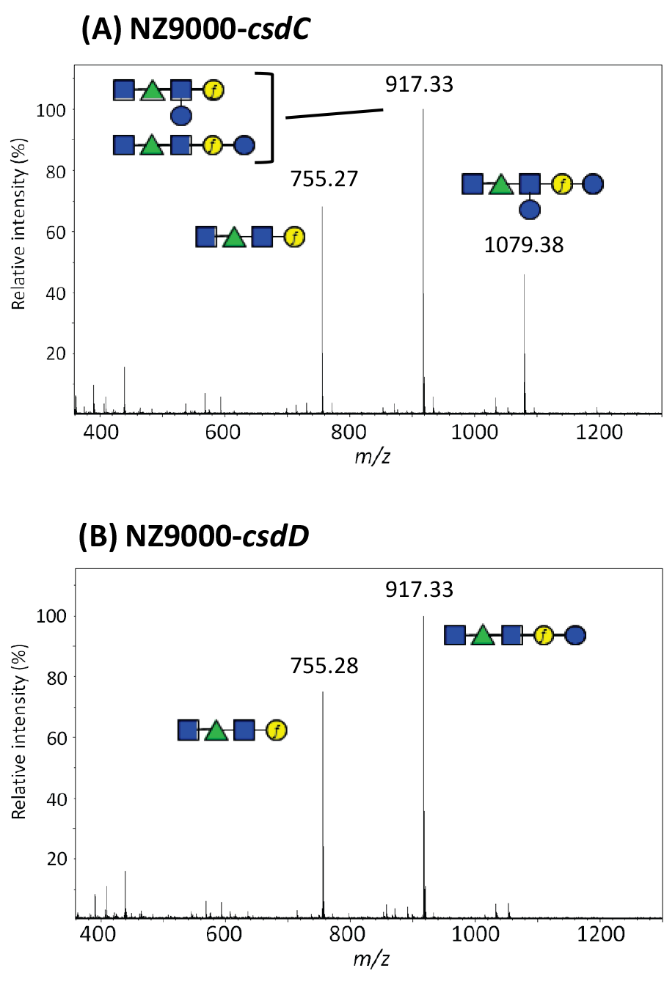 (A) NZ9000-csdC
917.33
100
f
f
755.27
80
f
1079.38
60
f
40
20
Relative intensity (%)
400 600 800 1000 1200
m/z
(B) NZ9000-csdD
917.33
100
f
755.28
80
f
60
40
20
Relative intensity (%)
400 600 800 1000 1200
m/z